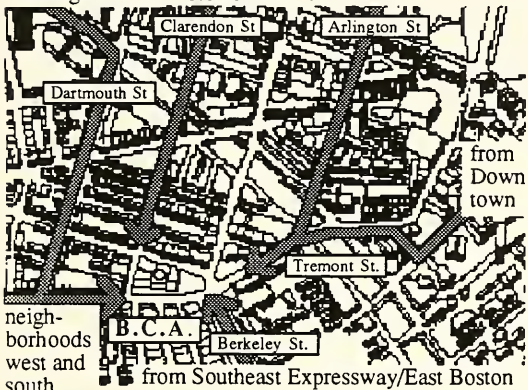 Clarendon St
Arlington St
Dartmouth St
from
Down
town
Tremont St.
neigh-
borhoods
west and
south
B.C.A.
Berkeley St.
from Southeast Expressway/East Boston